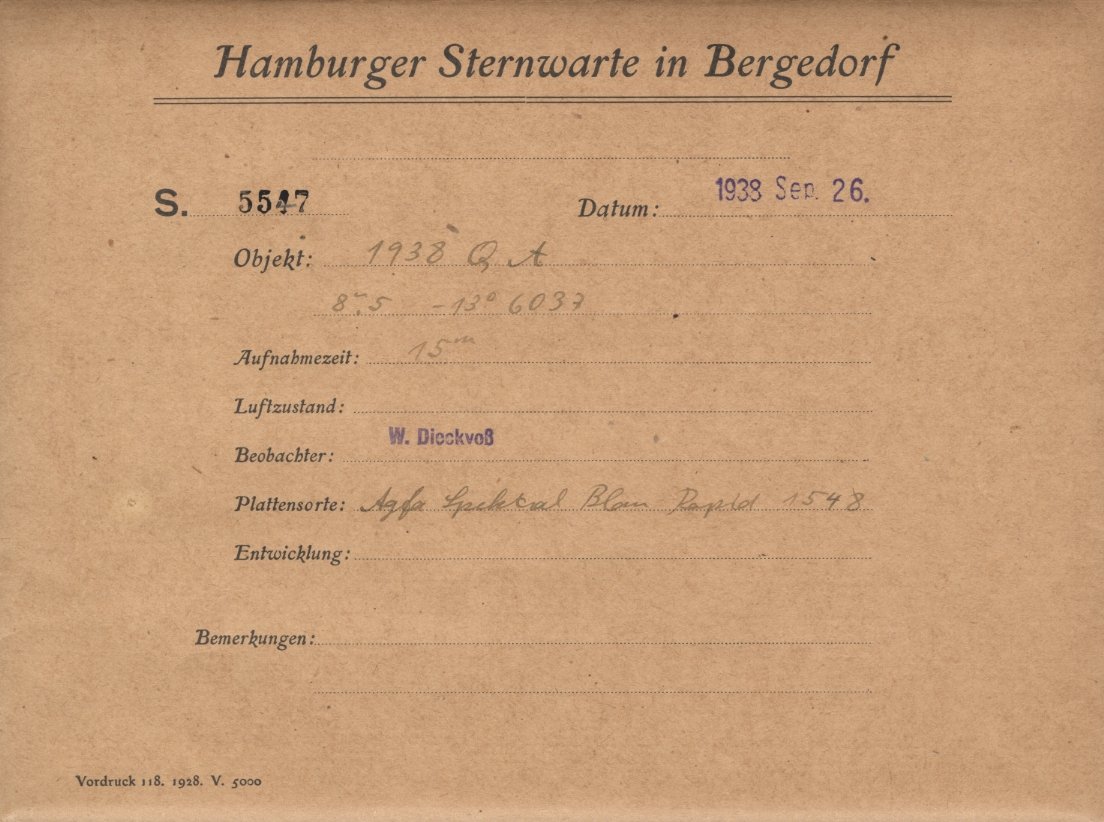 Hamburger Sternwarte in Bergedorf
S. 5547 Datum: 1938 Sep. 26.
Objekt: 1938 Q A
8.5 -13° 6037
Aufnahmezeit: 15m
Luftzustand:
Beobachter: W. Dieckvoß
Plattensorte: Agfa Spektral Blau Rapid 1548
Entwicklung:
Bemerkungen:
Vordruck 118. 1928. V. 5000